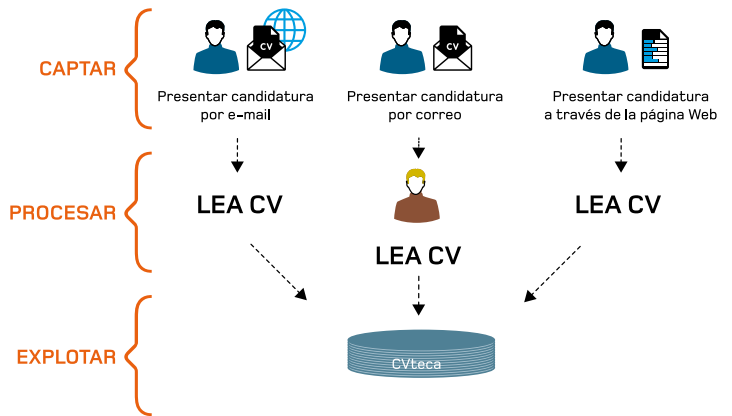 CV
CV
CAPTAR
Presentar candidatura
por e-mail
Presentar candidatura
por correo
Presentar candidatura
a través de la página Web
PROCESAR
LEA CV
LEA CV
LEA CV
EXPLOTAR
CVteca